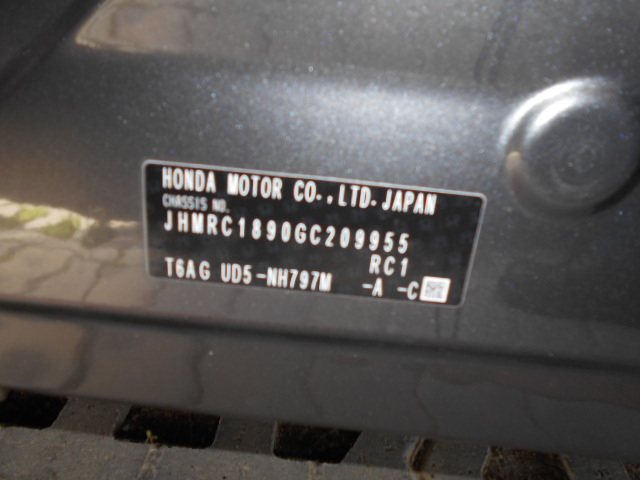 HONDA MOTOR CO.,LTD.JAPAN
CHASSIS NO.
JHMRC1890GC209955
RC1
T6AG UD5-NH797M -A -C